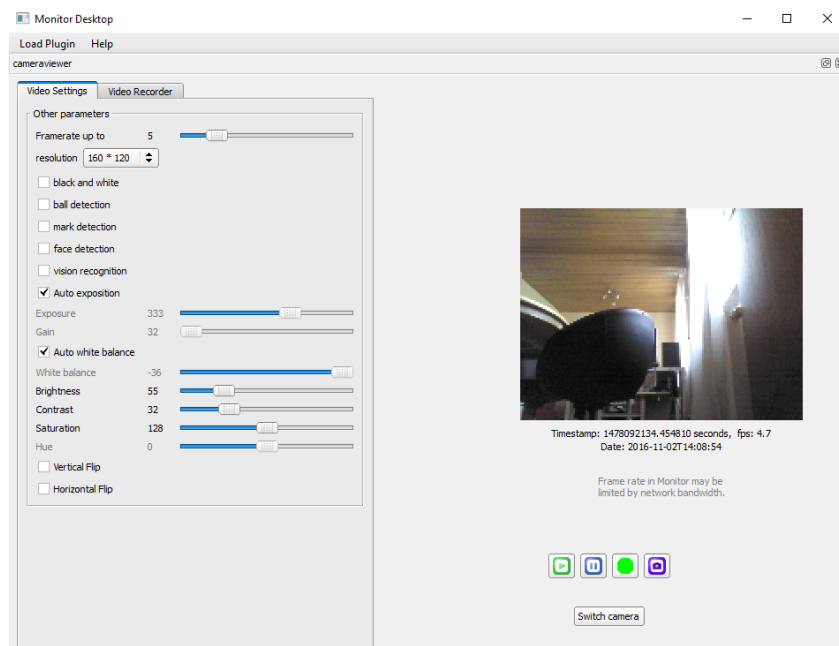 Monitor Desktop
Load Plugin Help
cameraviewer
Video Settings Video Recorder
Other parameters
Framerate up to 5
resolution 160 * 120
black and white
ball detection
mark detection
face detection
vision recognition
Auto exposition
Exposure 333
Gain 32
Auto white balance
White balance -36
Brightness 55
Contrast 32
Saturation 128
Hue 0
Vertical Flip
Horizontal Flip
Timestamp: 1478092134.454810 seconds, fps: 4.7
Date: 2016-11-02T14:08:54
Frame rate in Monitor may be
limited by network bandwidth.
Switch camera